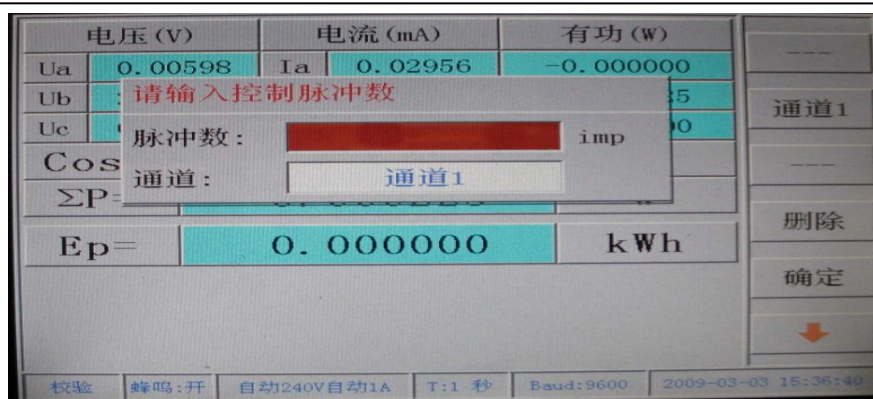 电压(V) 电流(mA) 有功(W)
Ua 0.00598 Ia 0.02956 -0.000000
Ub
请输入控制脉冲数
5
通道1
Uc
脉冲数: imp
0
Cos
通道: 通道1
---
ΣP=
删除
Ep= 0.000000 kWh
确定
校验 蜂鸣:开 自动240V自动1A T:1 秒 Baud:9600 2009-03-03 15:36:40